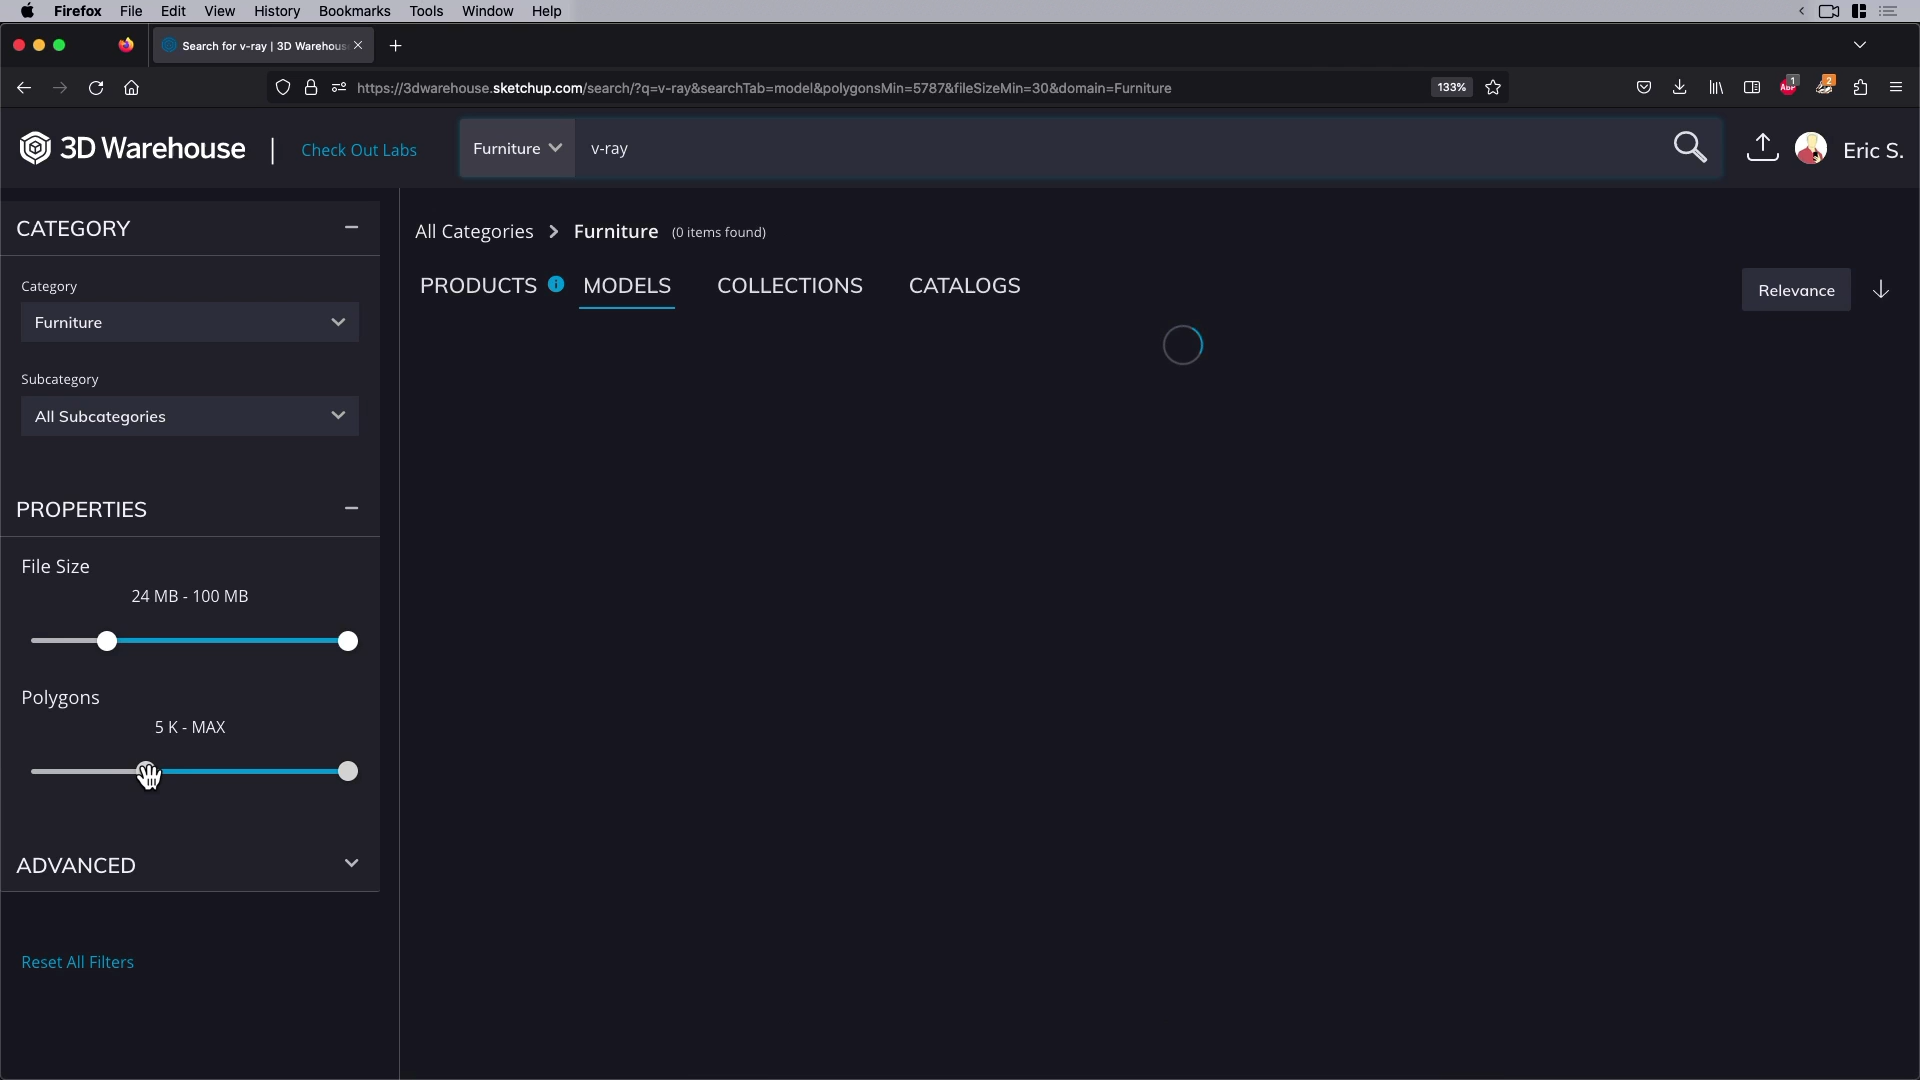 Firefox File Edit View History Bookmarks Tools Window Help
Search for v-ray | 3D Warehous
https://3dwarehouse.sketchup.com/search/?q=v-ray&searchTab=model&polygonsMin=5787&fileSizeMin=30&domain=Furniture 133% ABP 1 2
3D Warehouse | Check Out Labs Furniture v-ray Eric S.
CATEGORY
Category
Furniture
Subcategory
All Subcategories
PROPERTIES
File Size
24 MB - 100 MB
Polygons
5 K - MAX
ADVANCED
Reset All Filters
All Categories > Furniture (0 items found)
PRODUCTS i MODELS COLLECTIONS CATALOGS
Relevance